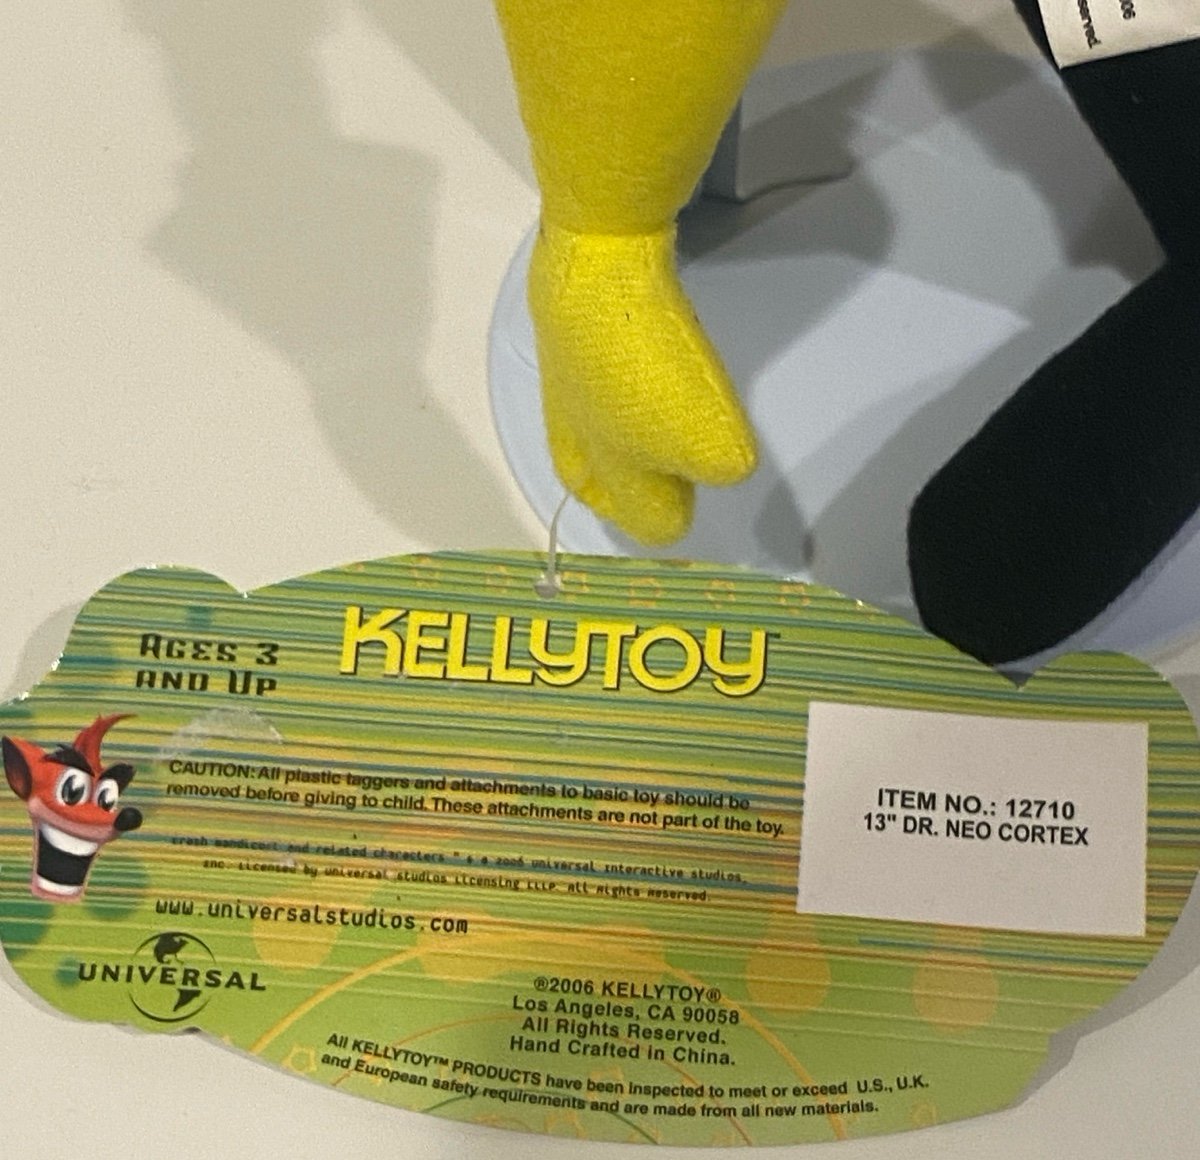 06
served.
KELLYTOY™
AGES 3
AND UP
CAUTION: All plastic taggers and attachments to basic toy should be
removed before giving to child. These attachments are not part of the toy.
ITEM NO.: 12710
13" DR. NEO CORTEX
Crash Bandicoot and related characters ™ & © 2006 Universal Interactive Studios,
Inc. Licensed by Universal Studios Licensing LLLP. All Rights Reserved.
www.universalstudios.com
UNIVERSAL
®2006 KELLYTOY®
Los Angeles, CA 90058
All Rights Reserved.
Hand Crafted in China.
All KELLYTOY™ PRODUCTS have been inspected to meet or exceed U.S., U.K.
and European safety requirements and are made from all new materials.